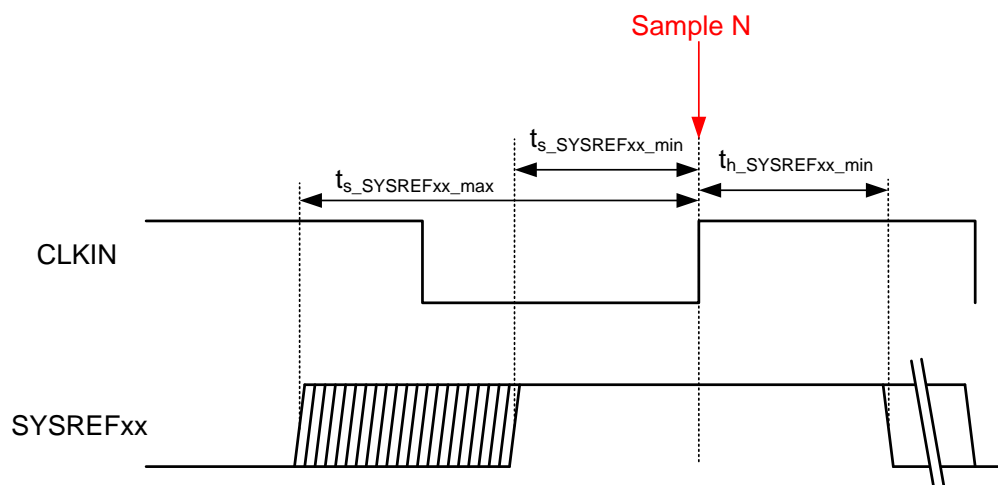 Sample N
ts_SYSREFxx_min
th_SYSREFxx_min
ts_SYSREFxx_max
CLKIN
SYSREFxx